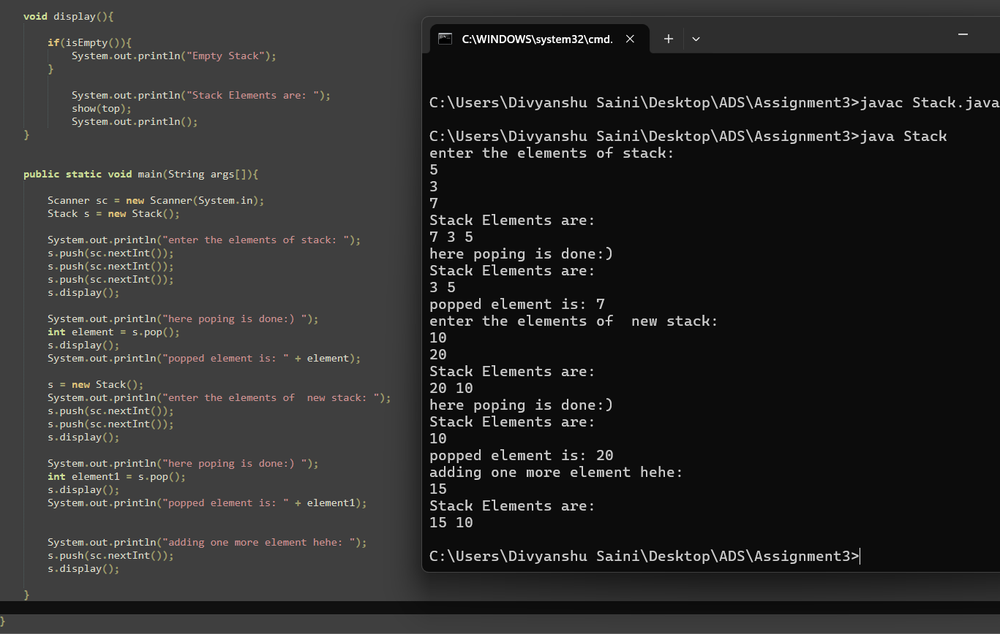 void display(){
if(isEmpty()){
System.out.println("Empty Stack");
}
System.out.println("Stack Elements are: ");
show(top);
System.out.println();
}
public static void main(String args[]){
Scanner sc = new Scanner(System.in);
Stack s = new Stack();
System.out.println("enter the elements of stack: ");
s.push(sc.nextInt());
s.push(sc.nextInt());
s.push(sc.nextInt());
s.display();
System.out.println("here poping is done:) ");
int element = s.pop();
s.display();
System.out.println("popped element is: " + element);
s = new Stack();
System.out.println("enter the elements of  new stack: ");
s.push(sc.nextInt());
s.push(sc.nextInt());
s.display();
System.out.println("here poping is done:) ");
int element1 = s.pop();
s.display();
System.out.println("popped element is: " + element1);
System.out.println("adding one more element hehe: ");
s.push(sc.nextInt());
s.display();
}
}
C:\WINDOWS\system32\cmd.
C:\Users\Divyanshu Saini\Desktop\ADS\Assignment3>javac Stack.java
C:\Users\Divyanshu Saini\Desktop\ADS\Assignment3>java Stack
enter the elements of stack:
5
3
7
Stack Elements are:
7 3 5
here poping is done:)
Stack Elements are:
3 5
popped element is: 7
enter the elements of  new stack:
10
20
Stack Elements are:
20 10
here poping is done:)
Stack Elements are:
10
popped element is: 20
adding one more element hehe:
15
Stack Elements are:
15 10
C:\Users\Divyanshu Saini\Desktop\ADS\Assignment3>